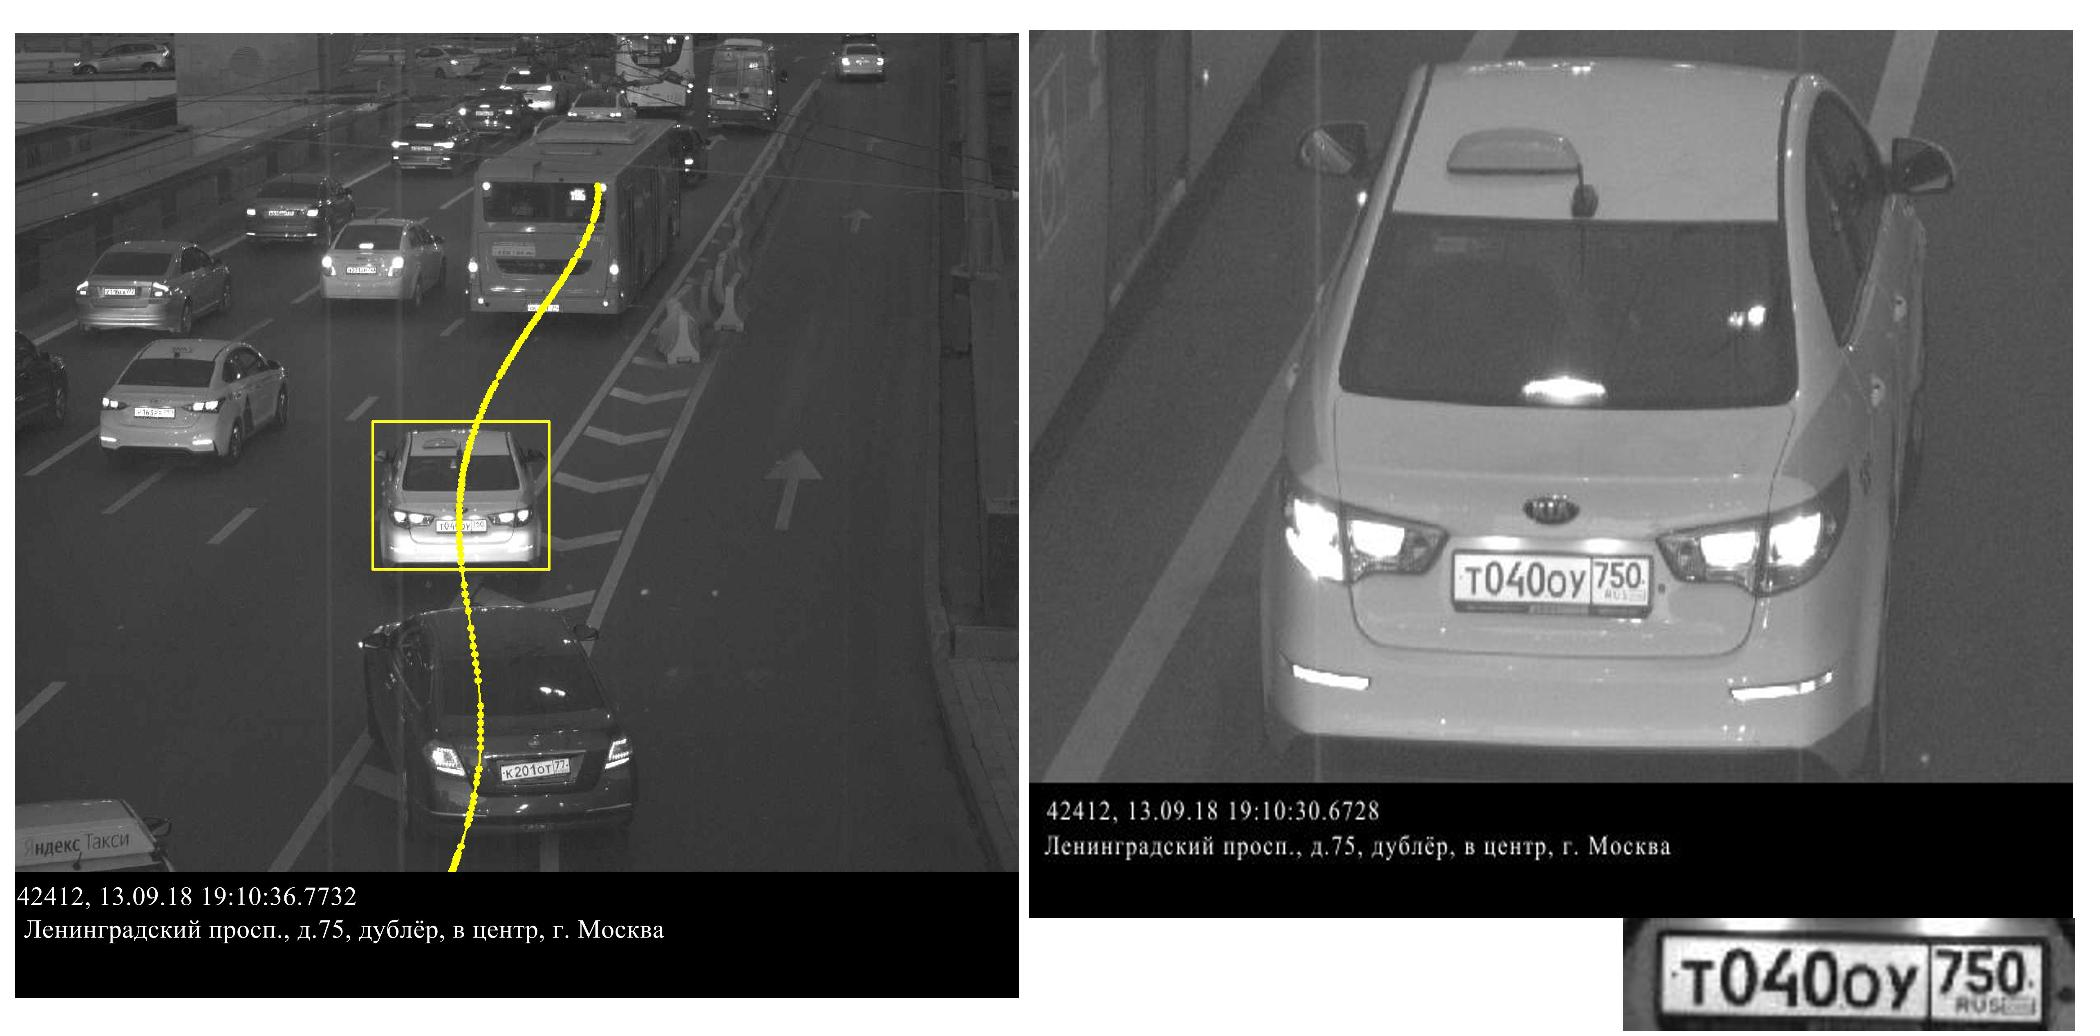 К201ОТ 77
Яндекс Такси
42412, 13.09.18 19:10:36.7732
Ленинградский просп., д.75, дублёр, в центр, г. Москва
KIA
Т040ОУ 750
RUS
42412, 13.09.18 19:10:30.6728
Ленинградский просп., д.75, дублёр, в центр, г. Москва
Т040ОУ 750
RUS